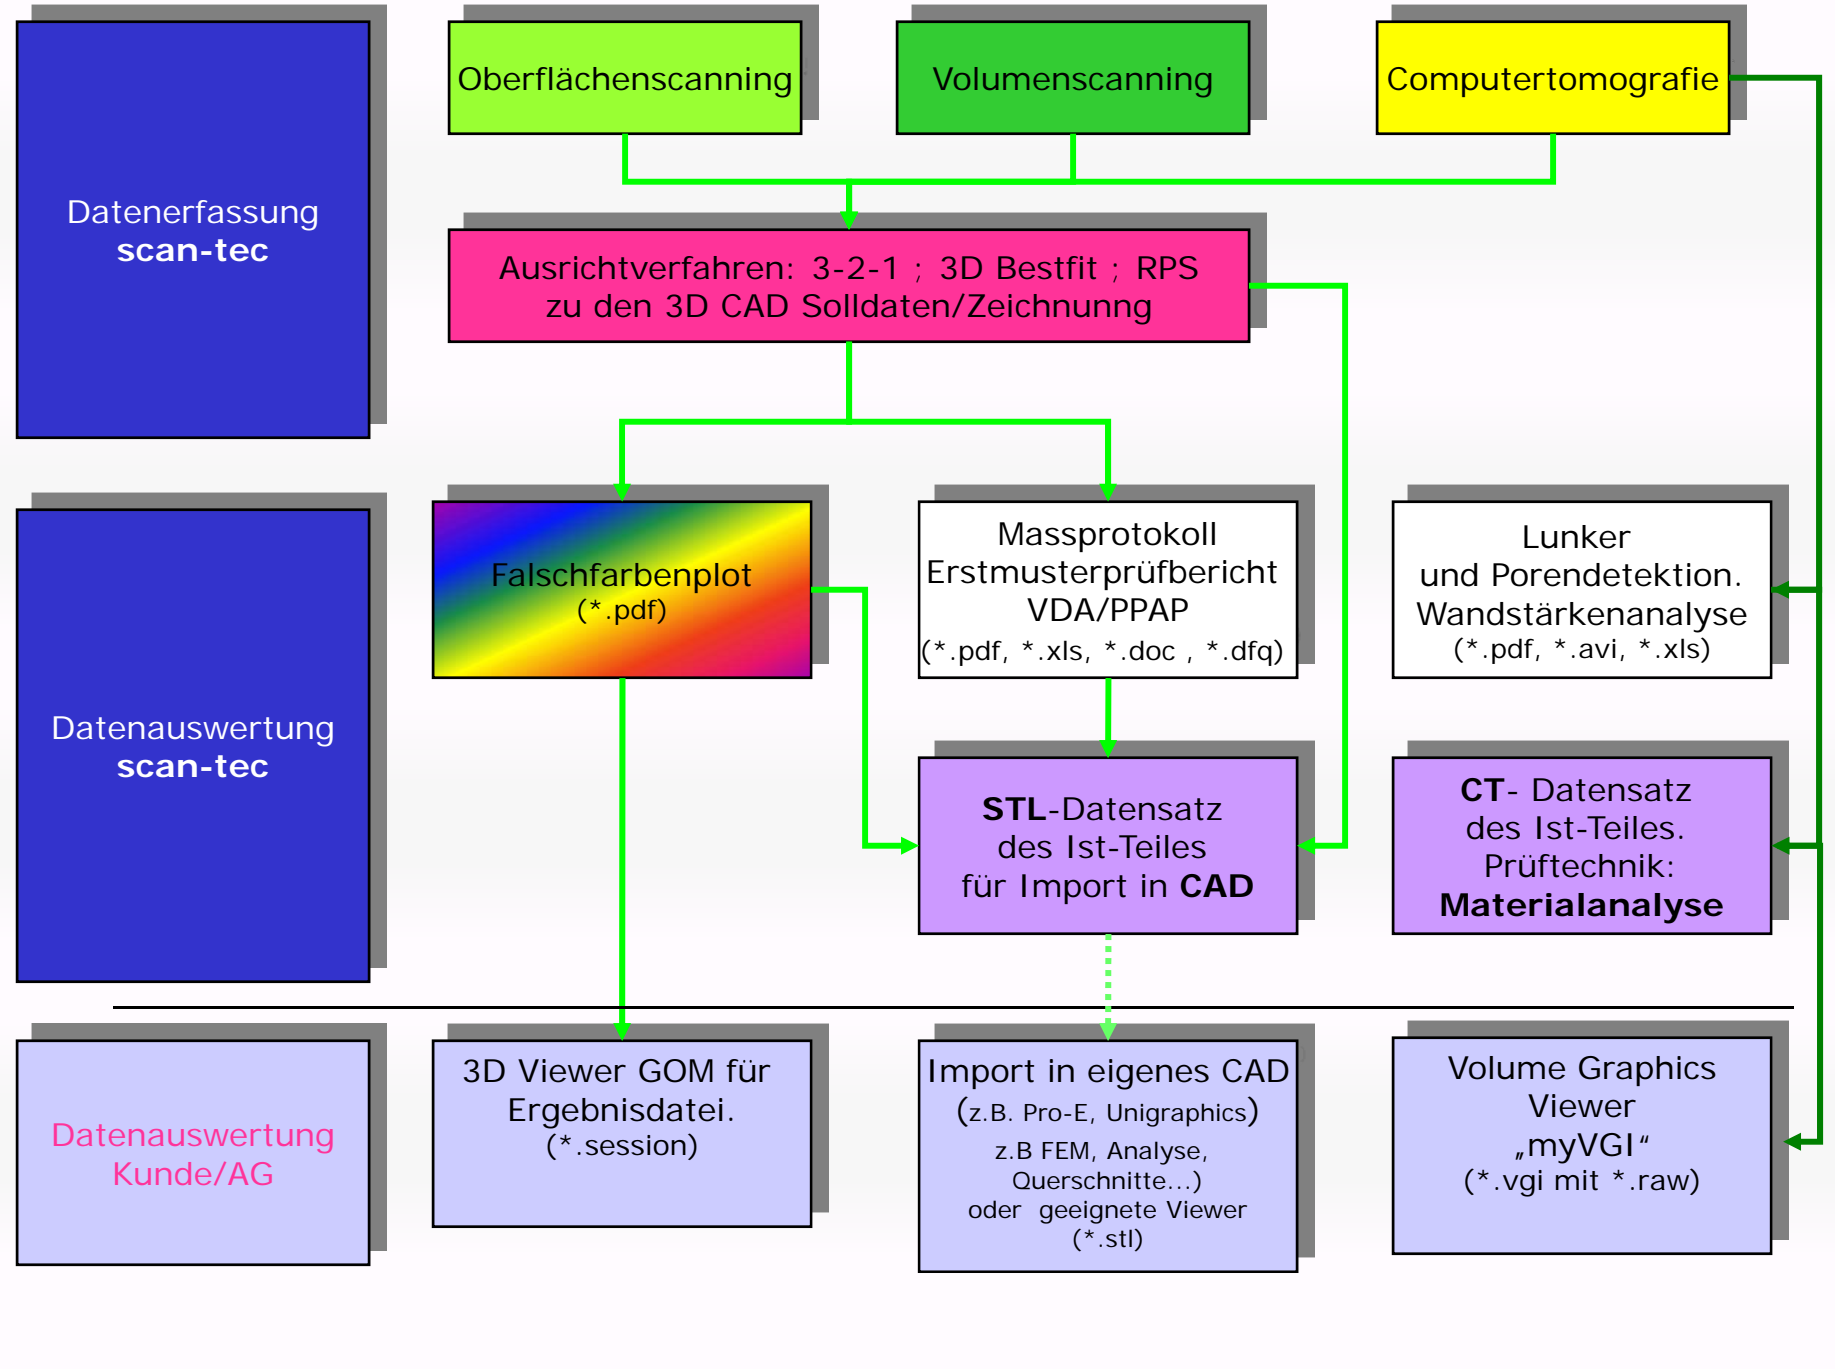 Oberflächenscanning
Volumenscanning
Computertomografie
Datenerfassung
scan-tec
Ausrichtverfahren: 3-2-1 ; 3D Bestfit ; RPS
zu den 3D CAD Solldaten/Zeichnunng
Falschfarbenplot
(*.pdf)
Massprotokoll
Erstmusterprüfbericht
VDA/PPAP
(*.pdf, *.xls, *.doc , *.dfq)
Lunker
und Porendetektion.
Wandstärkenanalyse
(*.pdf, *.avi, *.xls)
Datenauswertung
scan-tec
STL-Datensatz
des Ist-Teiles
für Import in CAD
CT- Datensatz
des Ist-Teiles.
Prüftechnik:
Materialanalyse
Datenauswertung
Kunde/AG
3D Viewer GOM für
Ergebnisdatei.
(*.session)
Import in eigenes CAD
(z.B. Pro-E, Unigraphics)
z.B FEM, Analyse,
Querschnitte...)
oder geeignete Viewer
(*.stl)
Volume Graphics
Viewer
„myVGI“
(*.vgi mit *.raw)